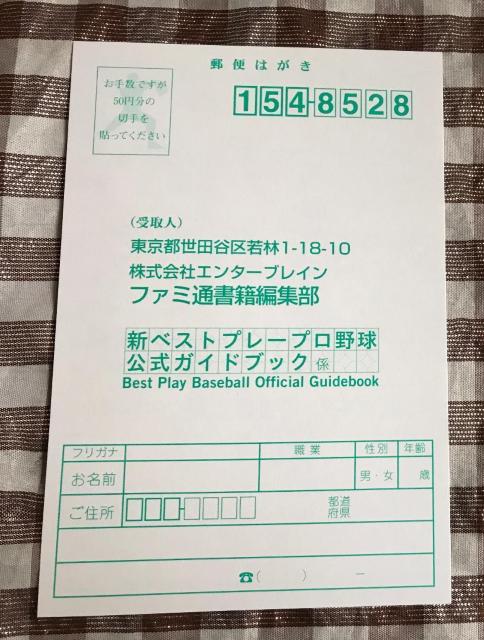 郵便はがき
お手数ですが
50円分の
切手を
貼ってください
154-8528
(受取人)
東京都世田谷区若林1-18-10
株式会社エンターブレイン
ファミ通書籍編集部
新ベストプレープロ野球
公式ガイドブック係
Best Play Baseball Official Guidebook
フリガナ 職業 性別 年齢
お名前 男・女 歳
ご住所 都道
府県
☎( ) ー